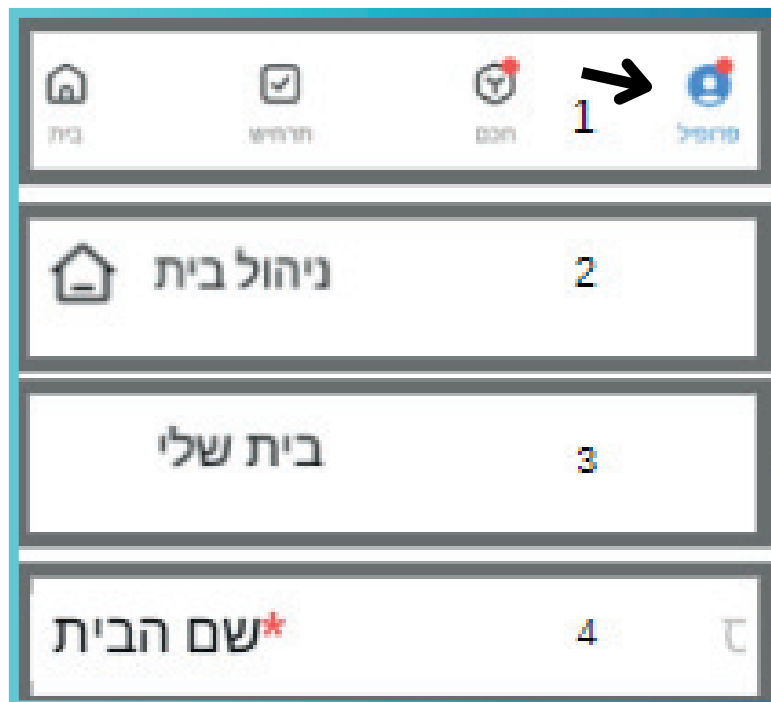 בית תרחיש חכם 1 פרופיל
ניהול בית 2
בית שלי 3
שם הבית* 4